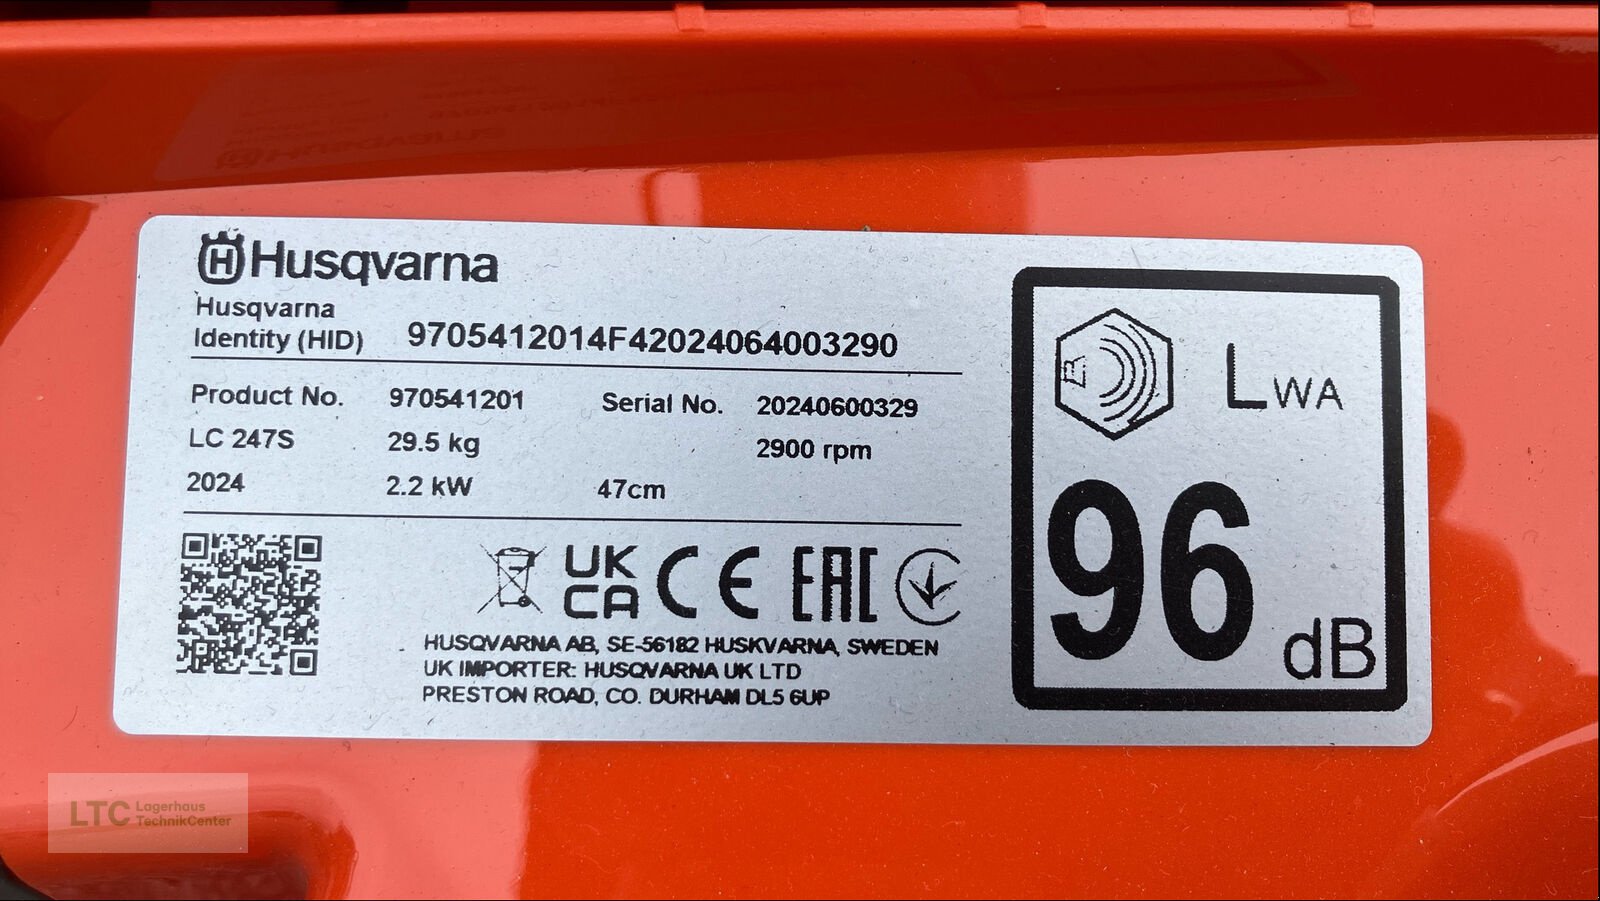 Husqvarna
Husqvarna
Identity (HID) 9705412014F42024064003290
Product No. 970541201 Serial No. 20240600329
LC 247S 29.5 kg 2900 rpm
2024 2.2 kW 47cm
UK
CA CE EAC
HUSQVARNA AB, SE-56182 HUSKVARNA, SWEDEN
UK IMPORTER: HUSQVARNA UK LTD
PRESTON ROAD, CO. DURHAM DL5 6UP
LWA
96
dB
LTC Lagerhaus
TechnikCenter